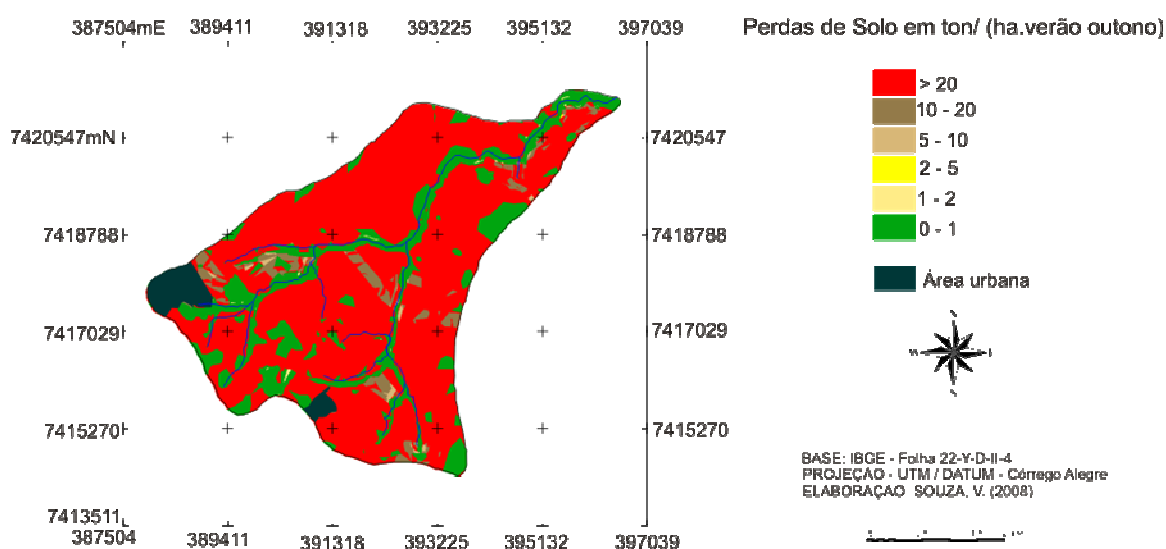 387504mE 389411 391318 393225 395132 397039
Perdas de Solo em ton/ (ha.verão outono)
> 20
10 - 20
5 - 10
2 - 5
1 - 2
0 - 1
Área urbana
7420547mN 7420547
7418788 7418788
7417029 7417029
7415270 7415270
7413511
387504 389411 391318 393225 395132 397039
BASE: IBGE - Folha 22-Y-D-II-4
PROJEÇÃO - UTM / DATUM - Córrego Alegre
ELABORAÇÃO SOUZA, V. (2008)